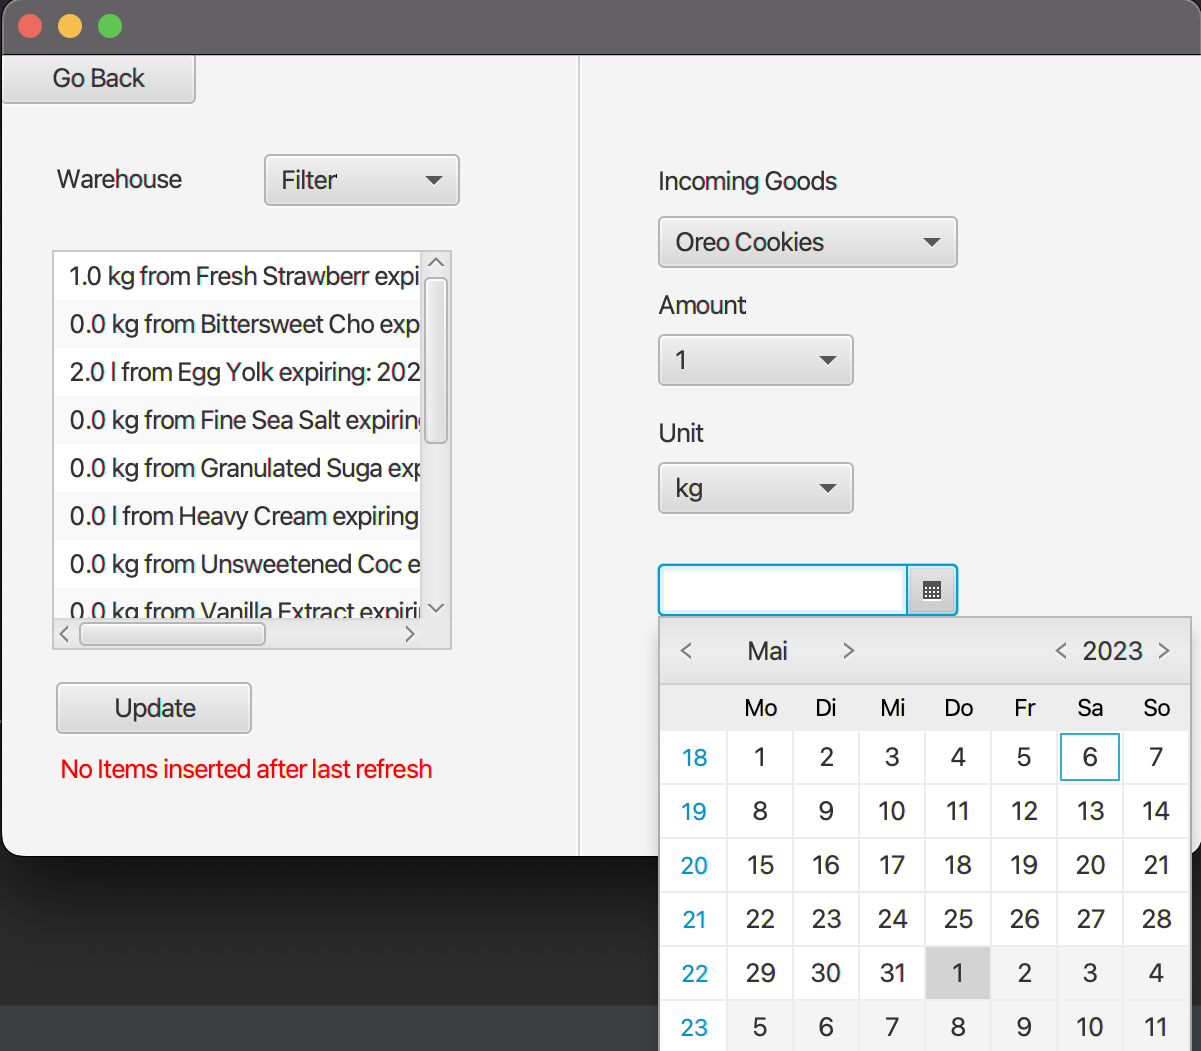 Go Back
Warehouse
Filter
1.0 kg from Fresh Strawberr expi
0.0 kg from Bittersweet Cho exp
2.0 l from Egg Yolk expiring: 202
0.0 kg from Fine Sea Salt expiring
0.0 kg from Granulated Suga exp
0.0 l from Heavy Cream expiring
0.0 kg from Unsweetened Coc e
0.0 kg from Vanilla Extract expirin
Update
No Items inserted after last refresh
Incoming Goods
Oreo Cookies
Amount
1
Unit
kg
< Mai > < 2023 >
Mo Di Mi Do Fr Sa So
18 1 2 3 4 5 6 7
19 8 9 10 11 12 13 14
20 15 16 17 18 19 20 21
21 22 23 24 25 26 27 28
22 29 30 31 1 2 3 4
23 5 6 7 8 9 10 11